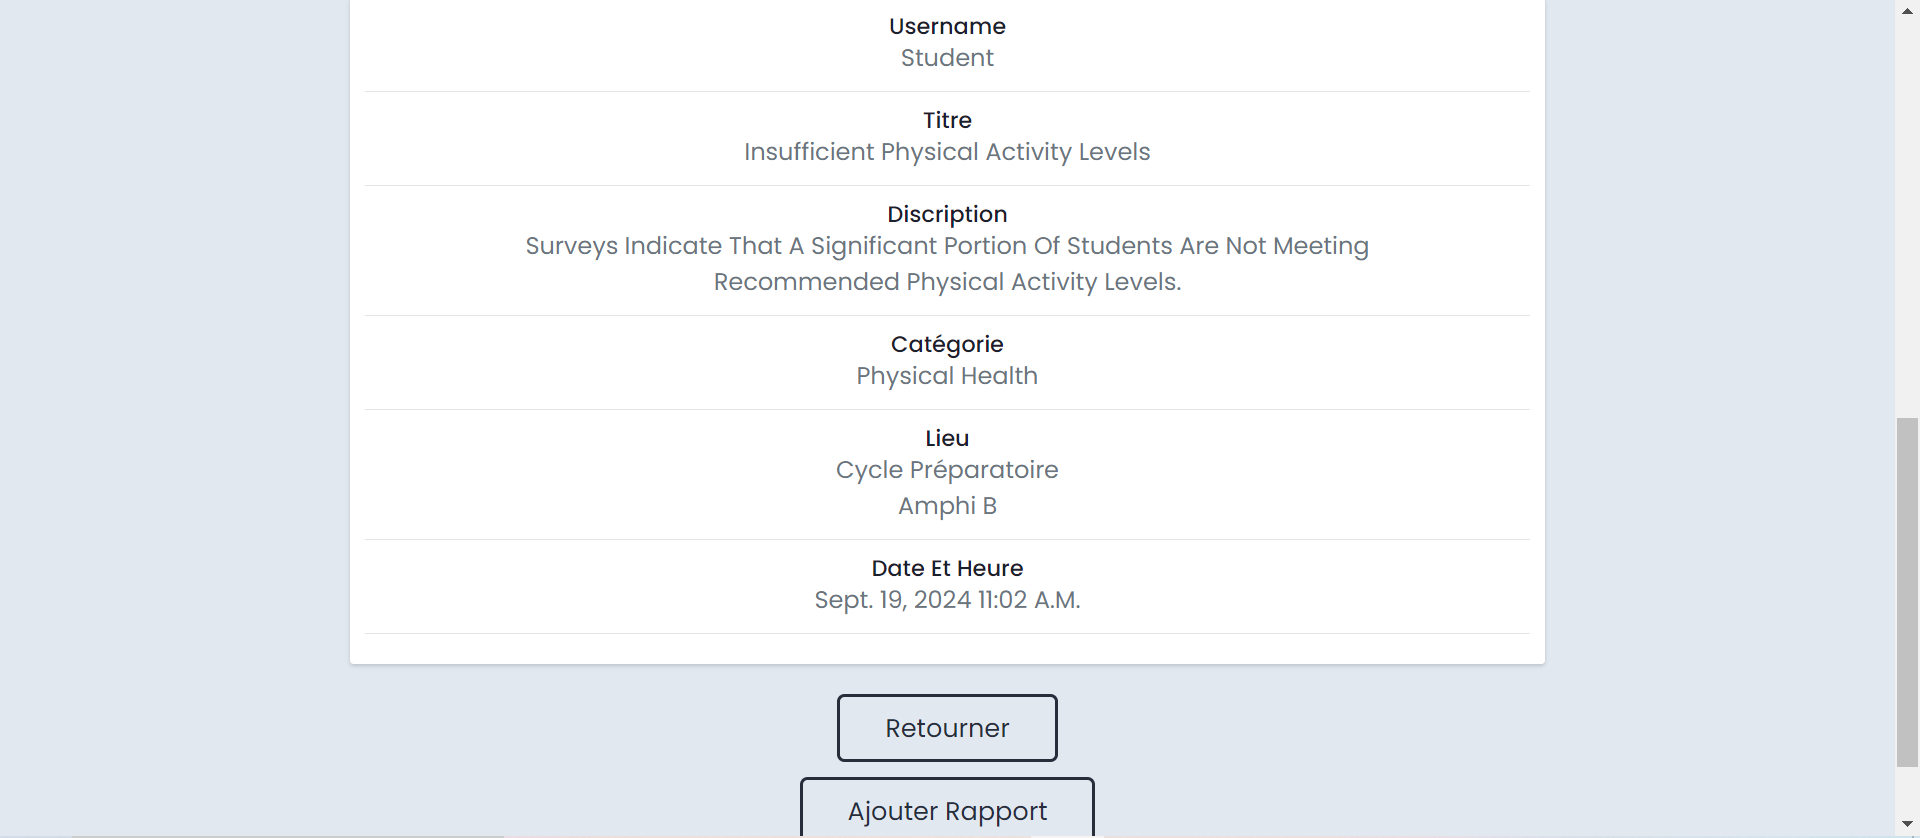 Username
Student
Titre
Insufficient Physical Activity Levels
Discription
Surveys Indicate That A Significant Portion Of Students Are Not Meeting
Recommended Physical Activity Levels.
Catégorie
Physical Health
Lieu
Cycle Préparatoire
Amphi B
Date Et Heure
Sept. 19, 2024 11:02 A.M.
Retourner
Ajouter Rapport